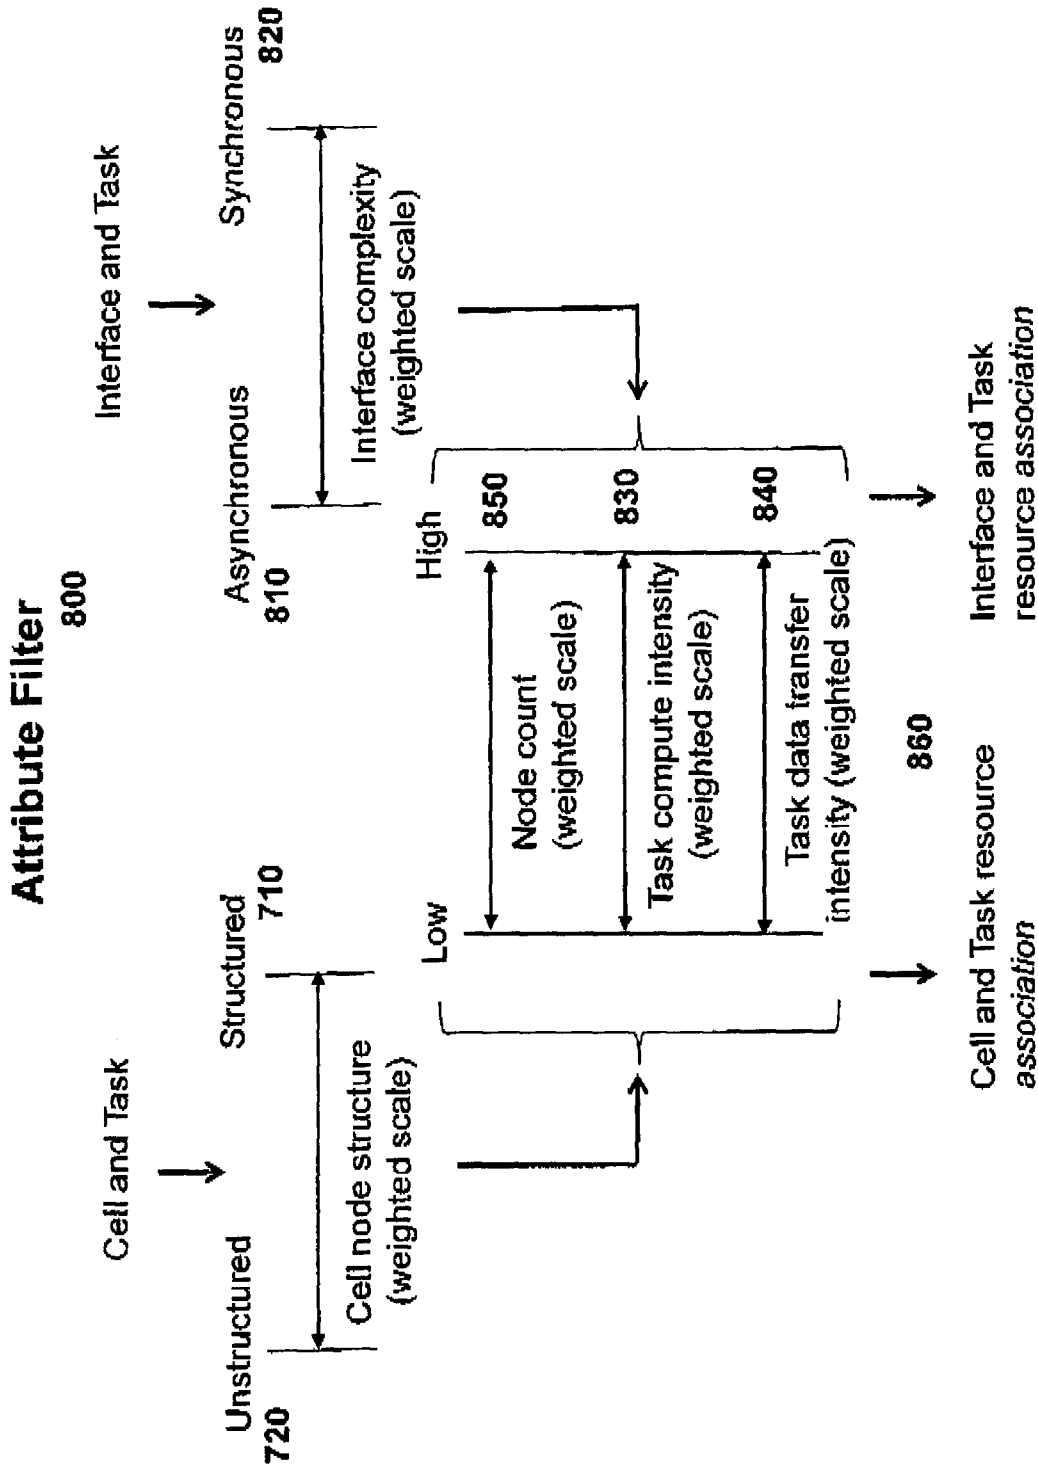 Attribute Filter
800
Cell and Task
Interface and Task
Unstructured
720
Structured
710
Asynchronous
810
Synchronous
820
Cell node structure
(weighted scale)
Interface complexity
(weighted scale)
Low
High
Node count
(weighted scale)
850
Task compute intensity
(weighted scale)
830
Task data transfer
intensity (weighted scale)
840
860
Cell and Task resource
association
Interface and Task
resource association